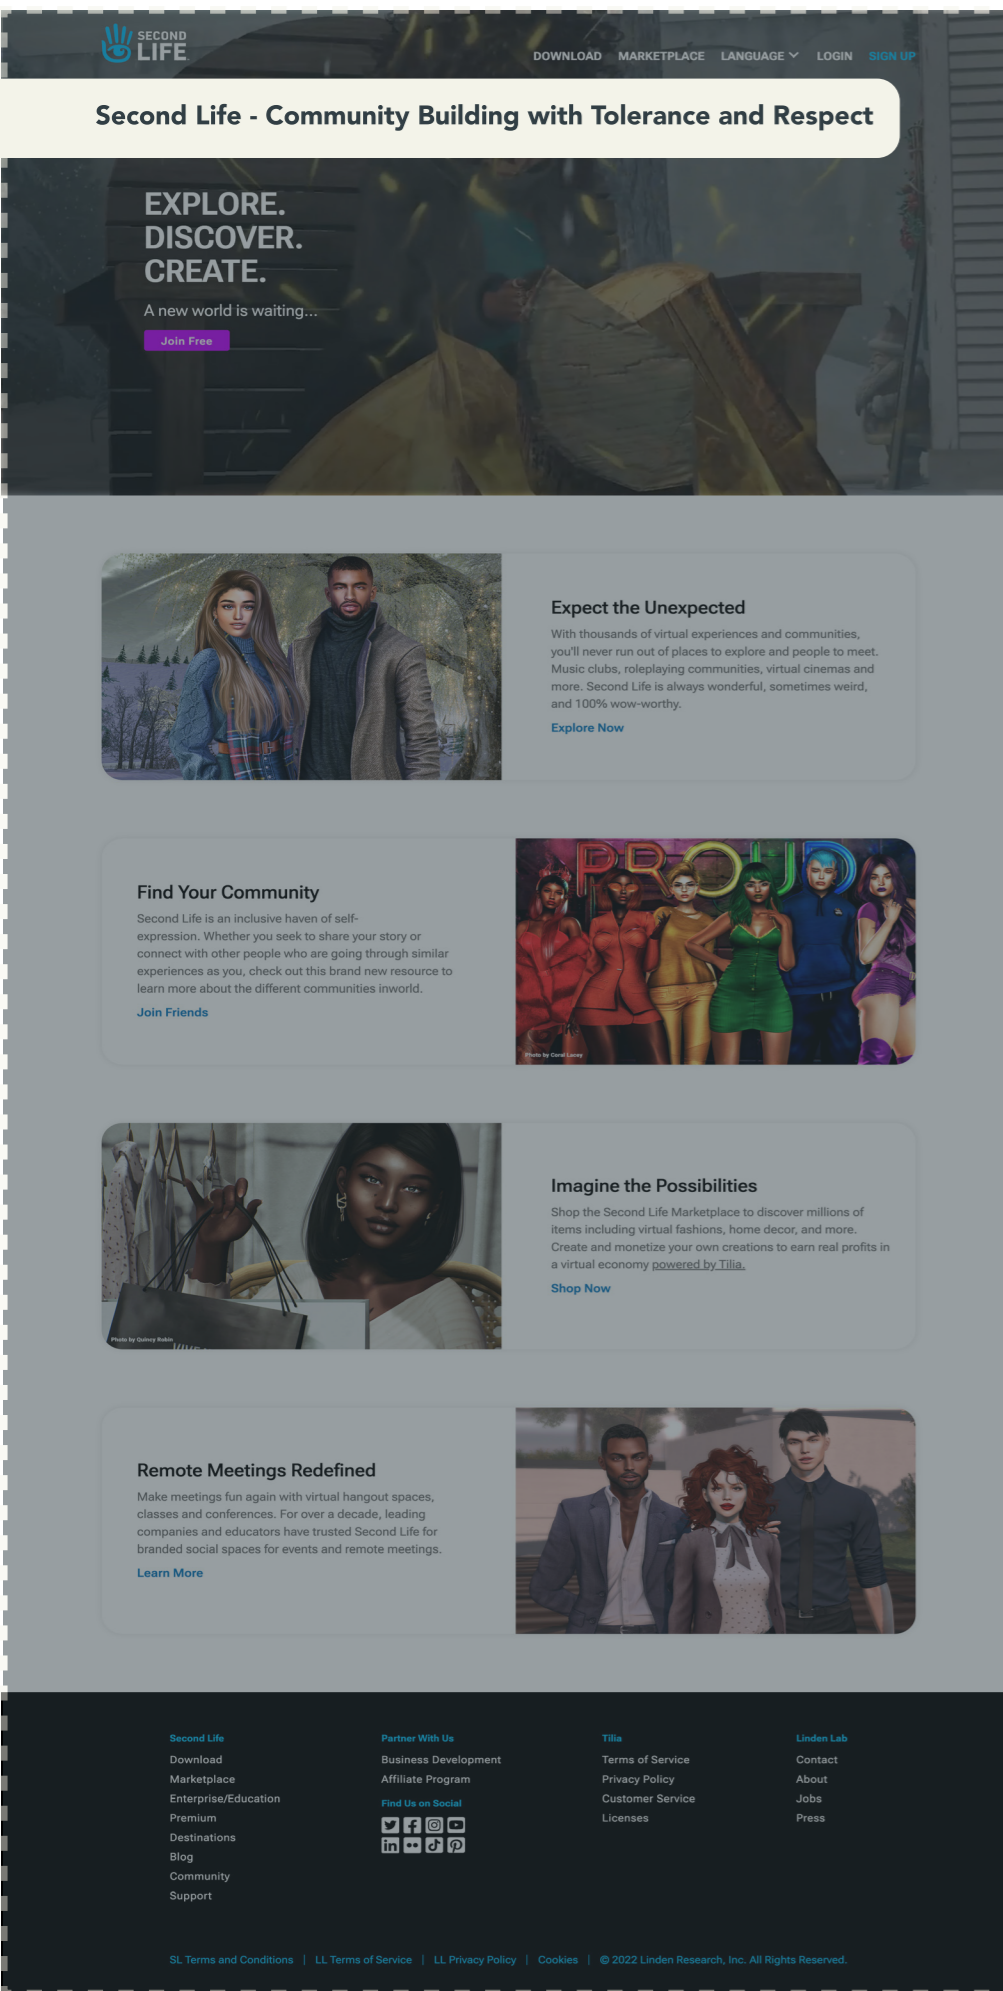 SECOND
LIFE
DOWNLOAD MARKETPLACE LANGUAGE LOGIN SIGN UP
Second Life - Community Building with Tolerance and Respect
EXPLORE.
DISCOVER.
CREATE.
A new world is waiting...
Join Free
Expect the Unexpected
With thousands of virtual experiences and communities,
you'll never run out of places to explore and people to meet.
Music clubs, roleplaying communities, virtual cinemas and
more. Second Life is always wonderful, sometimes weird,
and 100% wow-worthy.
Explore Now
Find Your Community
Second Life is an inclusive haven of self-
expression. Whether you seek to share your story or
connect with other people who are going through similar
experiences as you, check out this brand new resource to
learn more about the different communities inworld.
Join Friends
PROUD
Photo by Coral Lacey
Photo by Quincy Robin
Imagine the Possibilities
Shop the Second Life Marketplace to discover millions of
items including virtual fashions, home decor, and more.
Create and monetize your own creations to earn real profits in
a virtual economy powered by Tilia.
Shop Now
Remote Meetings Redefined
Make meetings fun again with virtual hangout spaces,
classes and conferences. For over a decade, leading
companies and educators have trusted Second Life for
branded social spaces for events and remote meetings.
Learn More
Second Life
Download
Marketplace
Enterprise/Education
Premium
Destinations
Blog
Community
Support
Partner With Us
Business Development
Affiliate Program
Find Us on Social
Tilia
Terms of Service
Privacy Policy
Customer Service
Licenses
Linden Lab
Contact
About
Jobs
Press
SL Terms and Conditions | LL Terms of Service | LL Privacy Policy | Cookies | © 2022 Linden Research, Inc. All Rights Reserved.